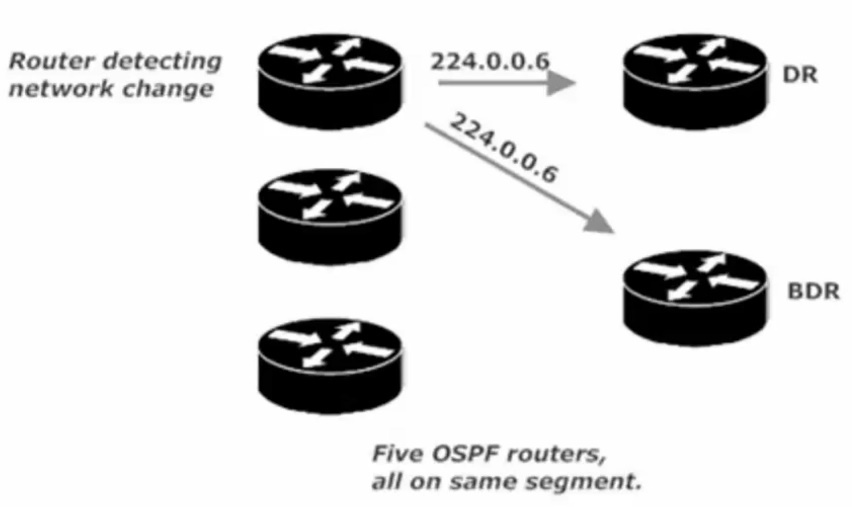 Router detecting
network change
224.0.0.6
DR
224.0.0.6
BDR
Five OSPF routers,
all on same segment.